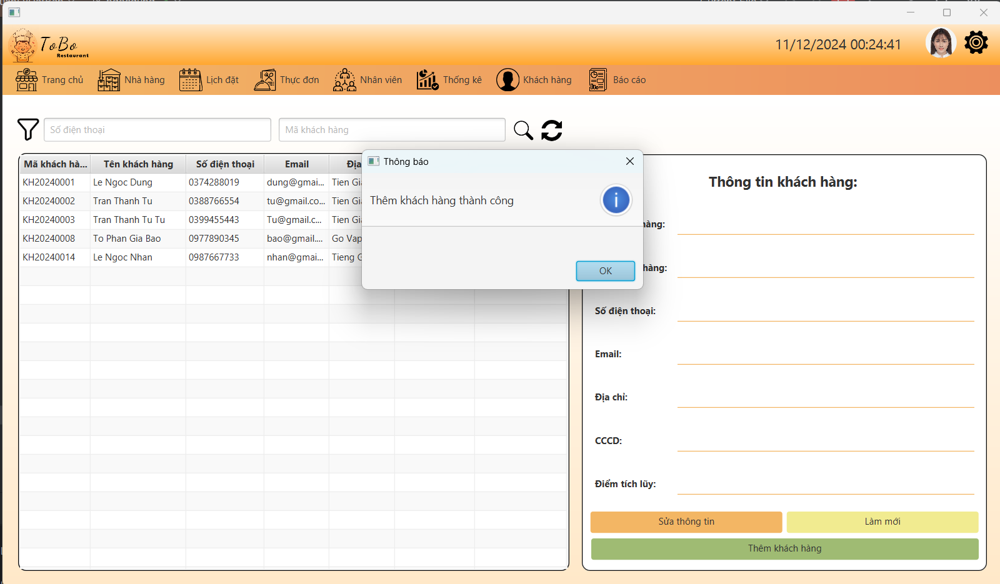 ToBo
Restaurant
11/12/2024 00:24:41
Trang chủ
Nhà hàng
Lịch đặt
Thực đơn
Nhân viên
Thống kê
Khách hàng
Báo cáo
Số điện thoại
Mã khách hàng
Mã khách hà... Tên khách hàng Số điện thoại Email Địa
KH20240001 Le Ngoc Dung 0374288019 dung@gmai... Tien Gi
KH20240002 Tran Thanh Tu 0388766554 tu@gmail.co... Tien Gi
KH20240003 Tran Thanh Tu Tu 0399455443 Tu@gmail.c... Tien Gi
KH20240008 To Phan Gia Bao 0977890345 bao@gmail.... Go Vap
KH20240014 Le Ngoc Nhan 0987667733 nhan@gmai... Tieng G
Thông báo
Thêm khách hàng thành công
OK
Thông tin khách hàng:
hàng:
hàng:
Số điện thoại:
Email:
Địa chỉ:
CCCD:
Điểm tích lũy:
Sửa thông tin
Làm mới
Thêm khách hàng